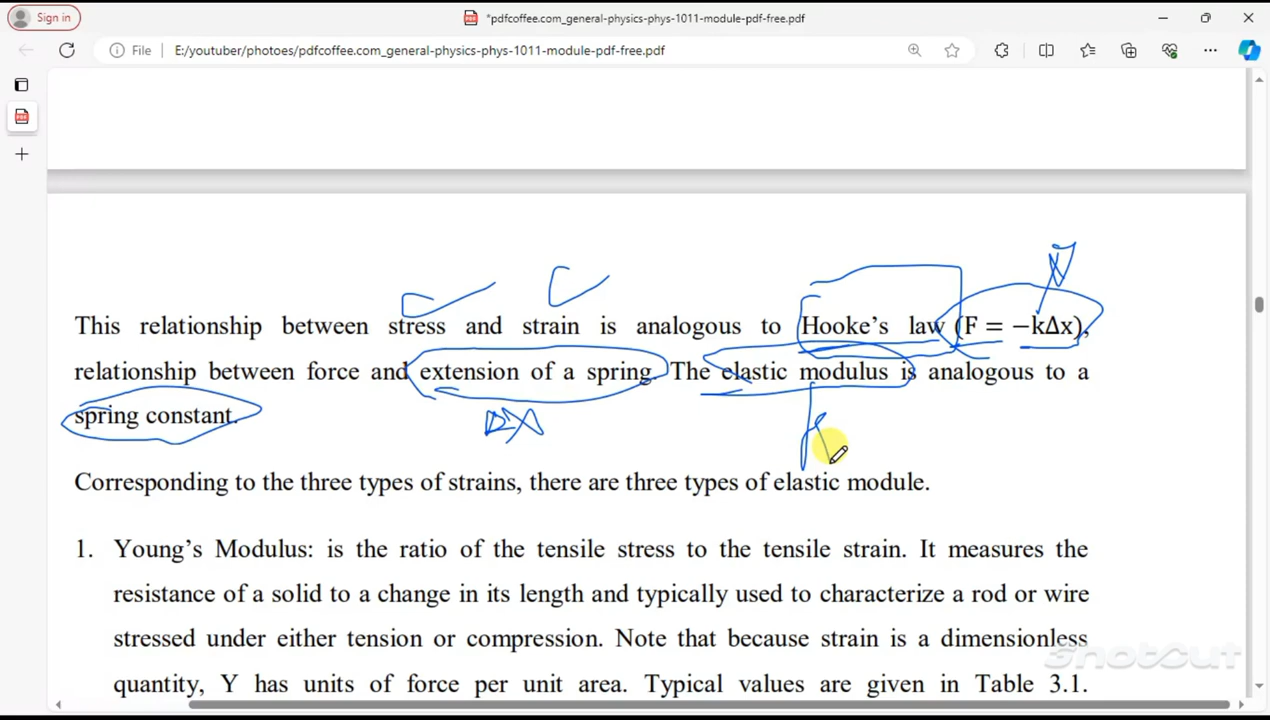 Sign in
*pdfcoffee.com_general-physics-phys-1011-module-pdf-free.pdf
File | E:/youtuber/photoes/pdfcoffee.com_general-physics-phys-1011-module-pdf-free.pdf
This relationship between stress and strain is analogous to Hooke's law (F = −kΔx),
relationship between force and extension of a spring. The elastic modulus is analogous to a
spring constant.
ΔX
Corresponding to the three types of strains, there are three types of elastic module.
1. Young's Modulus: is the ratio of the tensile stress to the tensile strain. It measures the
resistance of a solid to a change in its length and typically used to characterize a rod or wire
stressed under either tension or compression. Note that because strain is a dimensionless
quantity, Y has units of force per unit area. Typical values are given in Table 3.1.